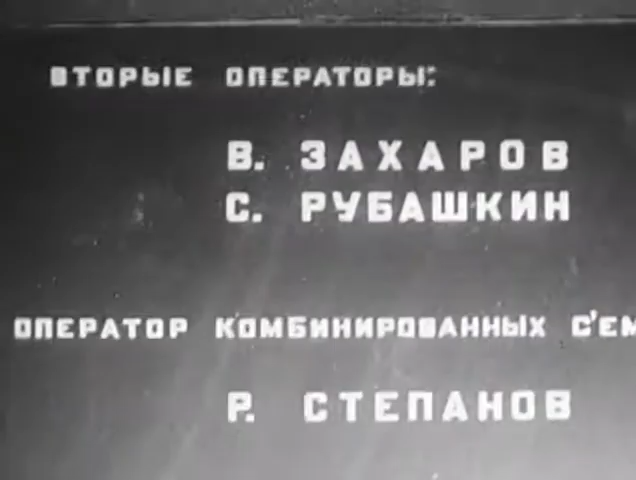 ВТОРЫЕ ОПЕРАТОРЫ:
В. ЗАХАРОВ
С. РУБАШКИН
ОПЕРАТОР КОМБИНИРОВАННЫХ С'ЕМ
Р. СТЕПАНОВ